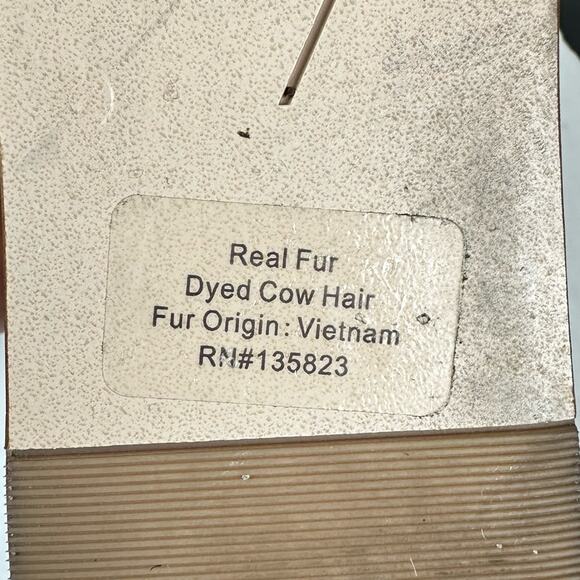 Real Fur
Dyed Cow Hair
Fur Origin: Vietnam
RN#135823